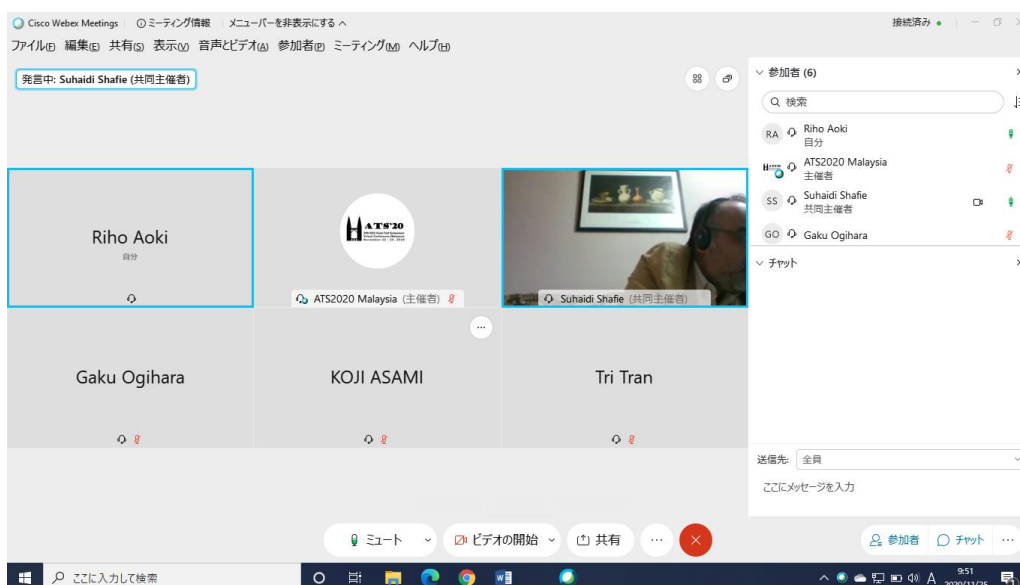 Cisco Webex Meetings ミーティング情報 メニューバーを非表示にする 接続済み
ファイル(F) 編集(E) 共有(S) 表示(V) 音声とビデオ(A) 参加者(P) ミーティング(M) ヘルプ(H)
発言中: Suhaidi Shafie (共同主催者)
Riho Aoki
自分
ATS'20
ATS2020 Malaysia (主催者)
Suhaidi Shafie (共同主催者)
Gaku Ogihara
KOJI ASAMI
Tri Tran
参加者 (6)
検索
RA Riho Aoki
自分
ATS2020 Malaysia
主催者
SS Suhaidi Shafie
共同主催者
GO Gaku Ogihara
チャット
送信先: 全員
ここにメッセージを入力
ミュート ビデオの開始 共有 参加者 チャット
ここに入力して検索
A 9:51
2020/11/25